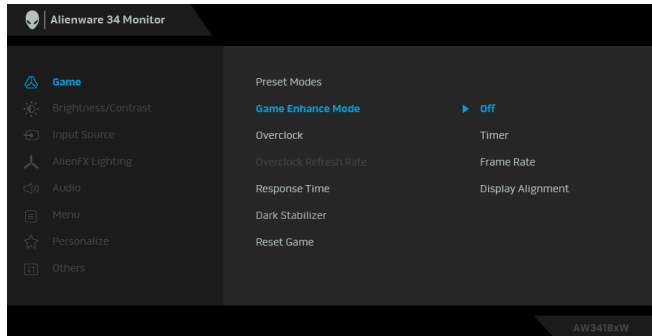 Alienware 34 Monitor
Game
Brightness/Contrast
Input Source
AlienFX Lighting
Audio
Menu
Personalize
Others
Preset Modes
Game Enhance Mode
Overclock
Overclock Refresh Rate
Response Time
Dark Stabilizer
Reset Game
Off
Timer
Frame Rate
Display Alignment
AW3418xW